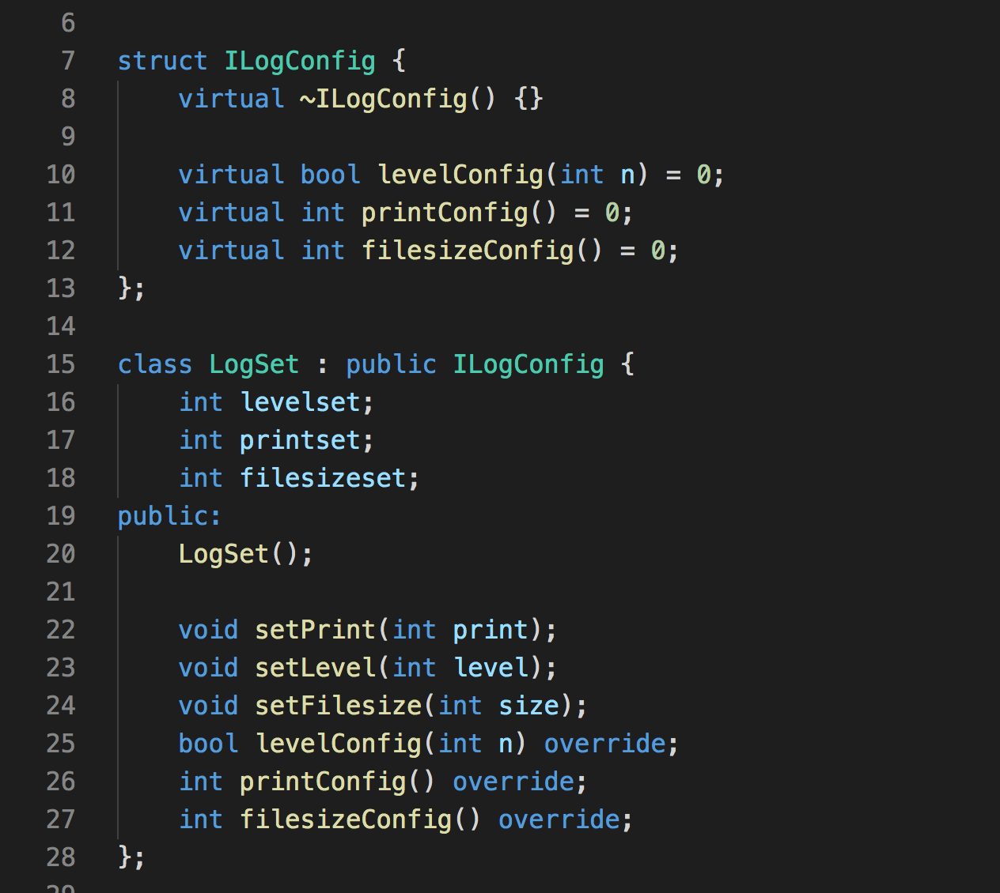 6
7 struct ILogConfig {
8 virtual ~ILogConfig() {}
9
10 virtual bool levelConfig(int n) = 0;
11 virtual int printConfig() = 0;
12 virtual int filesizeConfig() = 0;
13 };
14
15 class LogSet : public ILogConfig {
16 int levelset;
17 int printset;
18 int filesizeset;
19 public:
20 LogSet();
21
22 void setPrint(int print);
23 void setLevel(int level);
24 void setFilesize(int size);
25 bool levelConfig(int n) override;
26 int printConfig() override;
27 int filesizeConfig() override;
28 };
29